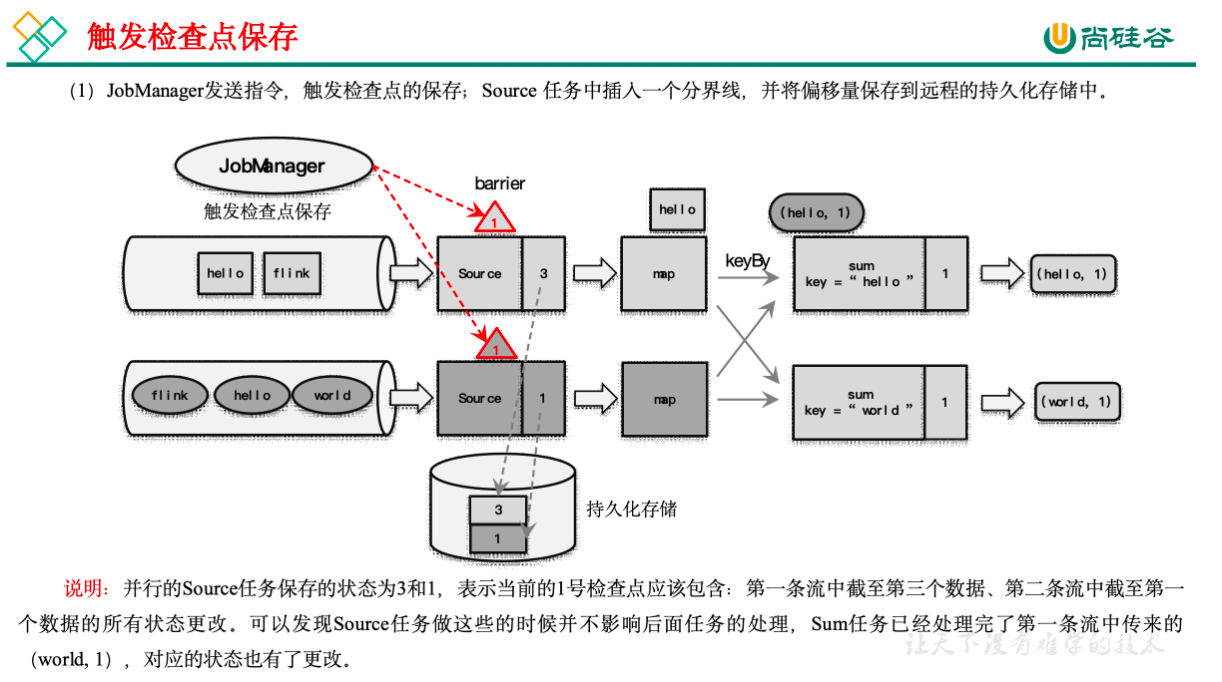 触发检查点保存
尚硅谷
（1）JobManager发送指令，触发检查点的保存；Source 任务中插入一个分界线，并将偏移量保存到远程的持久化存储中。
JobManager
触发检查点保存
barrier
1
hello
(hello, 1)
hello
flink
Source
3
map
keyBy
sum
key = “ hello ”
1
(hello, 1)
1
flink
hello
world
Source
1
map
sum
key = “ world ”
1
(world, 1)
3
1
持久化存储
说明：并行的Source任务保存的状态为3和1，表示当前的1号检查点应该包含：第一条流中截至第三个数据、第二条流中截至第一
个数据的所有状态更改。可以发现Source任务做这些的时候并不影响后面任务的处理，Sum任务已经处理完了第一条流中传来的
（world, 1），对应的状态也有了更改。
让天下没有难学的技术